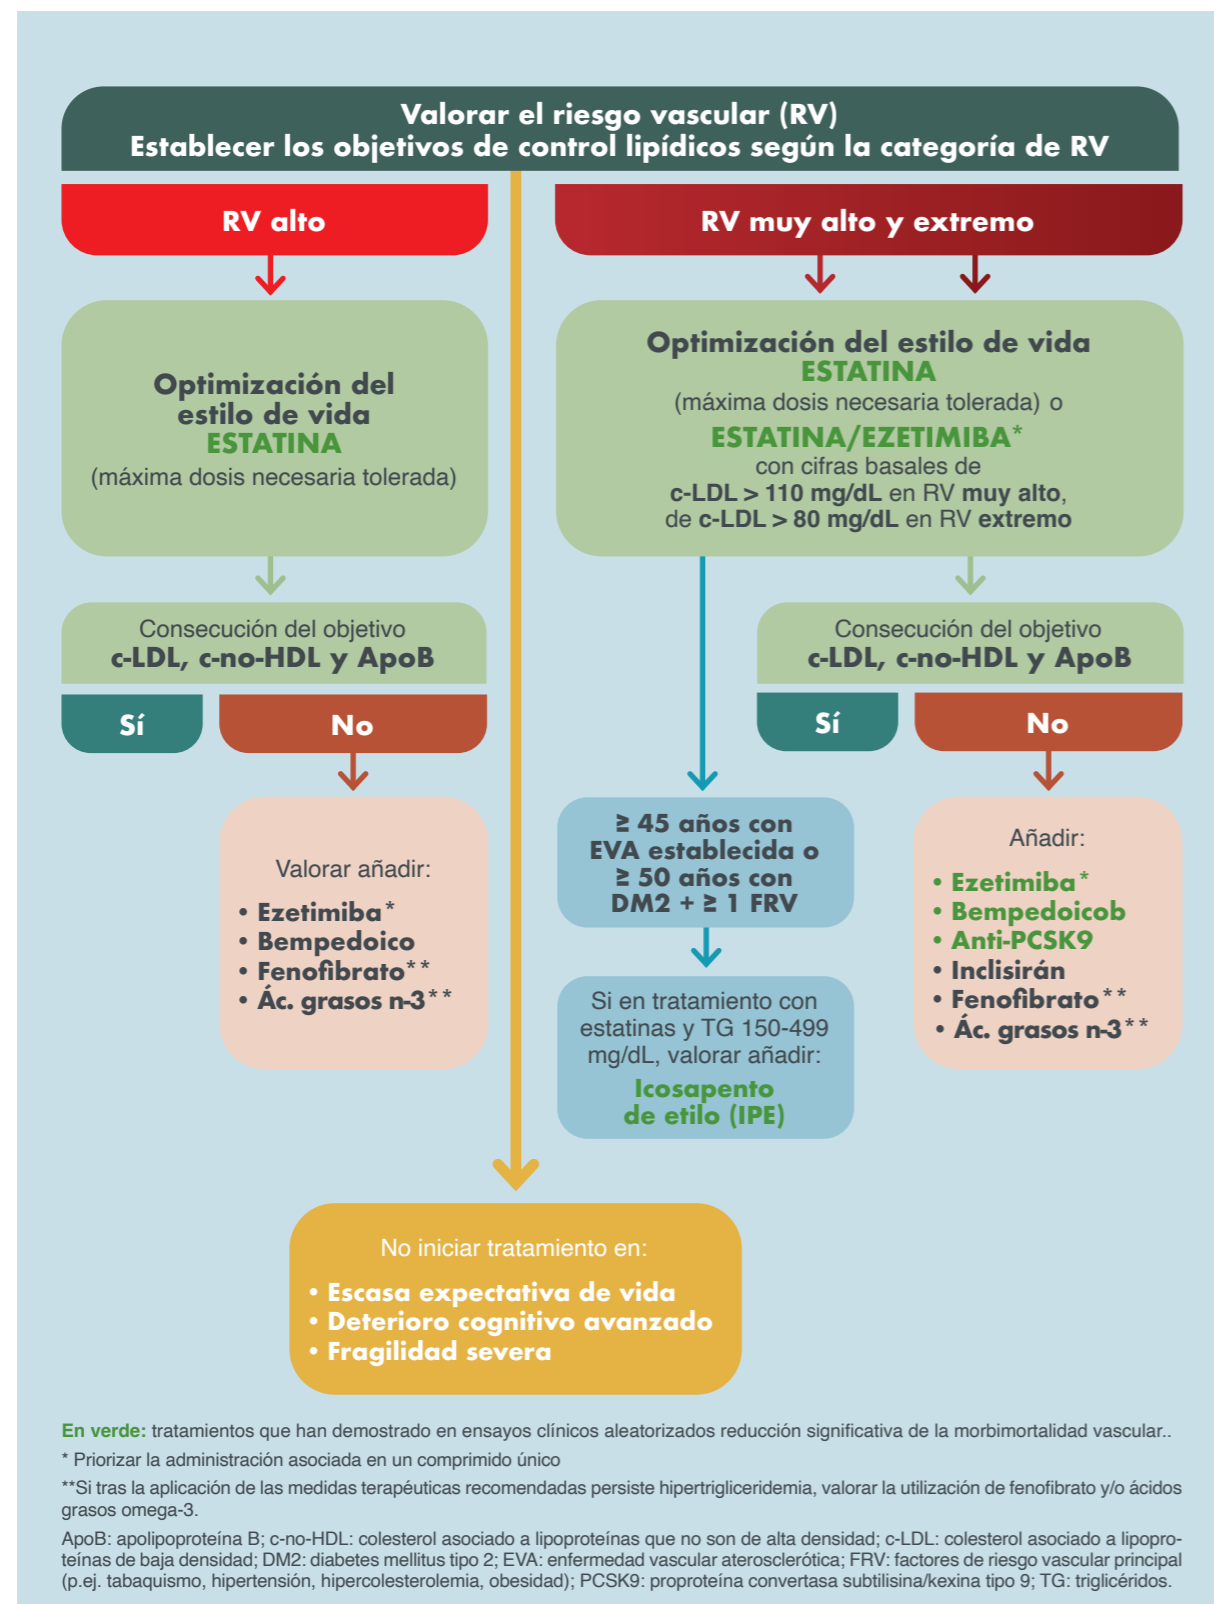 Valorar el riesgo vascular (RV)
Establecer los objetivos de control lipídicos según la categoría de RV
RV alto
Optimización del
estilo de vida
ESTATINA
(máxima dosis necesaria tolerada)
Consecución del objetivo
c-LDL, c-no-HDL y ApoB
Sí
No
Valorar añadir:
• Ezetimiba*
• Bempedoico
• Fenofibrato**
• Ác. grasos n-3**
RV muy alto y extremo
Optimización del estilo de vida
ESTATINA
(máxima dosis necesaria tolerada) o
ESTATINA/EZETIMIBA*
con cifras basales de
c-LDL > 110 mg/dL en RV muy alto,
de c-LDL > 80 mg/dL en RV extremo
≥ 45 años con
EVA establecida o
≥ 50 años con
DM2 + ≥ 1 FRV
Si en tratamiento con
estatinas y TG 150-499
mg/dL, valorar añadir:
Icosapento
de etilo (IPE)
Consecución del objetivo
c-LDL, c-no-HDL y ApoB
Sí
No
Añadir:
• Ezetimiba*
• Bempedoicob
• Anti-PCSK9
• Inclisirán
• Fenofibrato**
• Ác. grasos n-3**
No iniciar tratamiento en:
• Escasa expectativa de vida
• Deterioro cognitivo avanzado
• Fragilidad severa
En verde: tratamientos que han demostrado en ensayos clínicos aleatorizados reducción significativa de la morbimortalidad vascular..
* Priorizar la administración asociada en un comprimido único
**Si tras la aplicación de las medidas terapéuticas recomendadas persiste hipertrigliceridemia, valorar la utilización de fenofibrato y/o ácidos
grasos omega-3.
ApoB: apolipoproteína B; c-no-HDL: colesterol asociado a lipoproteínas que no son de alta densidad; c-LDL: colesterol asociado a lipopro-
teínas de baja densidad; DM2: diabetes mellitus tipo 2; EVA: enfermedad vascular aterosclerótica; FRV: factores de riesgo vascular principal
(p.ej. tabaquismo, hipertensión, hipercolesterolemia, obesidad); PCSK9: proproteína convertasa subtilisina/kexina tipo 9; TG: triglicéridos.